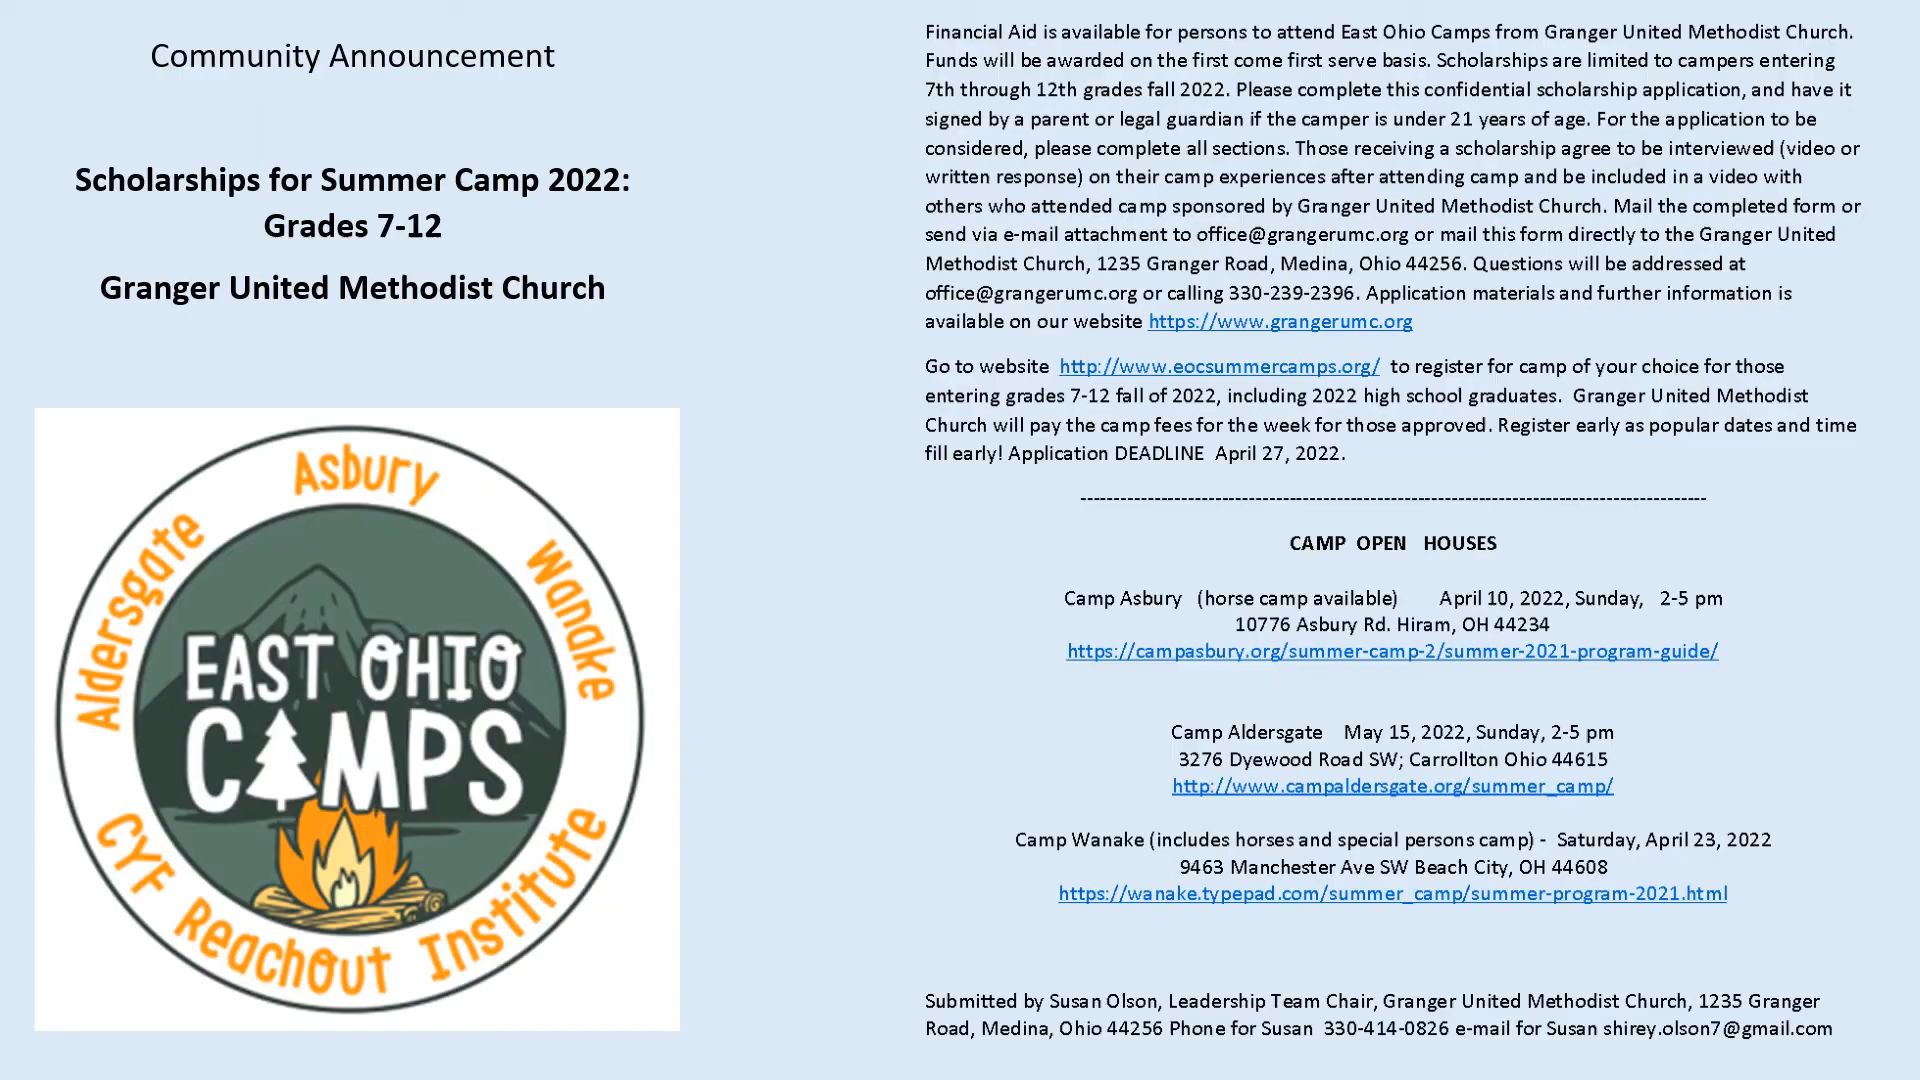 Community Announcement
Scholarships for Summer Camp 2022:
Grades 7-12
Granger United Methodist Church
Asbury
Aldersgate
Wanake
EAST OHIO
CAMPS
CYF Reachout Institute
Financial Aid is available for persons to attend East Ohio Camps from Granger United Methodist Church.
Funds will be awarded on the first come first serve basis. Scholarships are limited to campers entering
7th through 12th grades fall 2022. Please complete this confidential scholarship application, and have it
signed by a parent or legal guardian if the camper is under 21 years of age. For the application to be
considered, please complete all sections. Those receiving a scholarship agree to be interviewed (video or
written response) on their camp experiences after attending camp and be included in a video with
others who attended camp sponsored by Granger United Methodist Church. Mail the completed form or
send via e-mail attachment to office@grangerumc.org or mail this form directly to the Granger United
Methodist Church, 1235 Granger Road, Medina, Ohio 44256. Questions will be addressed at
office@grangerumc.org or calling 330-239-2396. Application materials and further information is
available on our website https://www.grangerumc.org
Go to website http://www.eocsummercamps.org/ to register for camp of your choice for those
entering grades 7-12 fall of 2022, including 2022 high school graduates. Granger United Methodist
Church will pay the camp fees for the week for those approved. Register early as popular dates and time
fill early! Application DEADLINE April 27, 2022.
-----------------------------------------------------------------------------------------------
CAMP OPEN HOUSES
Camp Asbury (horse camp available) April 10, 2022, Sunday, 2-5 pm
10776 Asbury Rd. Hiram, OH 44234
https://campasbury.org/summer-camp-2/summer-2021-program-guide/
Camp Aldersgate May 15, 2022, Sunday, 2-5 pm
3276 Dyewood Road SW; Carrollton Ohio 44615
http://www.campaldersgate.org/summer_camp/
Camp Wanake (includes horses and special persons camp) - Saturday, April 23, 2022
9463 Manchester Ave SW Beach City, OH 44608
https://wanake.typepad.com/summer_camp/summer-program-2021.html
Submitted by Susan Olson, Leadership Team Chair, Granger United Methodist Church, 1235 Granger
Road, Medina, Ohio 44256 Phone for Susan 330-414-0826 e-mail for Susan shirey.olson7@gmail.com